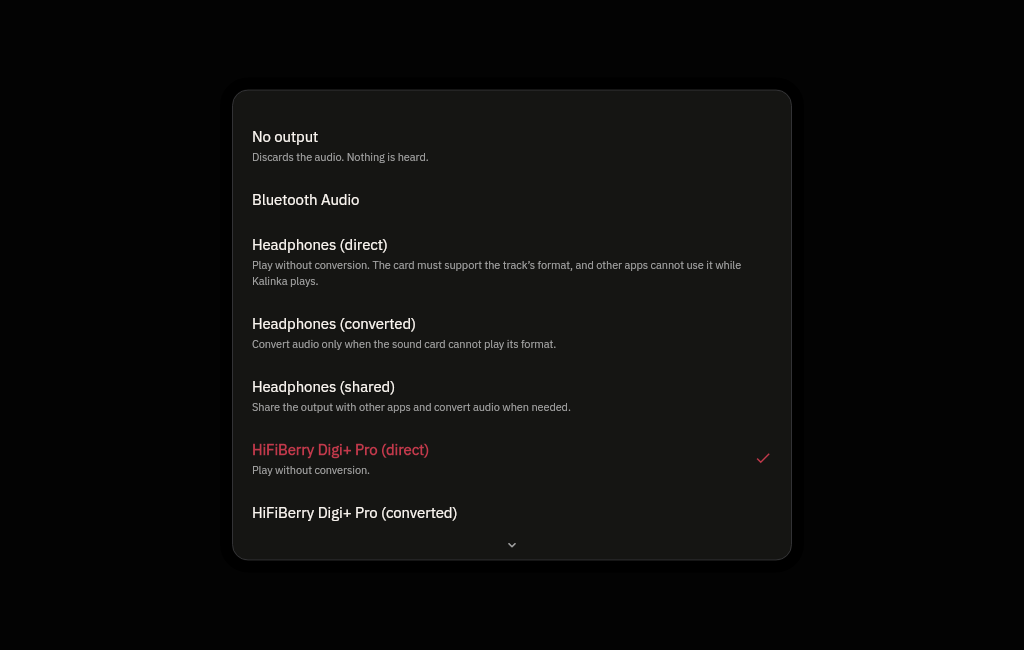 No output
Discards the audio. Nothing is heard.
Bluetooth Audio
Headphones (direct)
Play without conversion. The card must support the track's format, and other apps cannot use it while
Kalinka plays.
Headphones (converted)
Convert audio only when the sound card cannot play its format.
Headphones (shared)
Share the output with other apps and convert audio when needed.
HiFiBerry Digi+ Pro (direct)
Play without conversion.
HiFiBerry Digi+ Pro (converted)